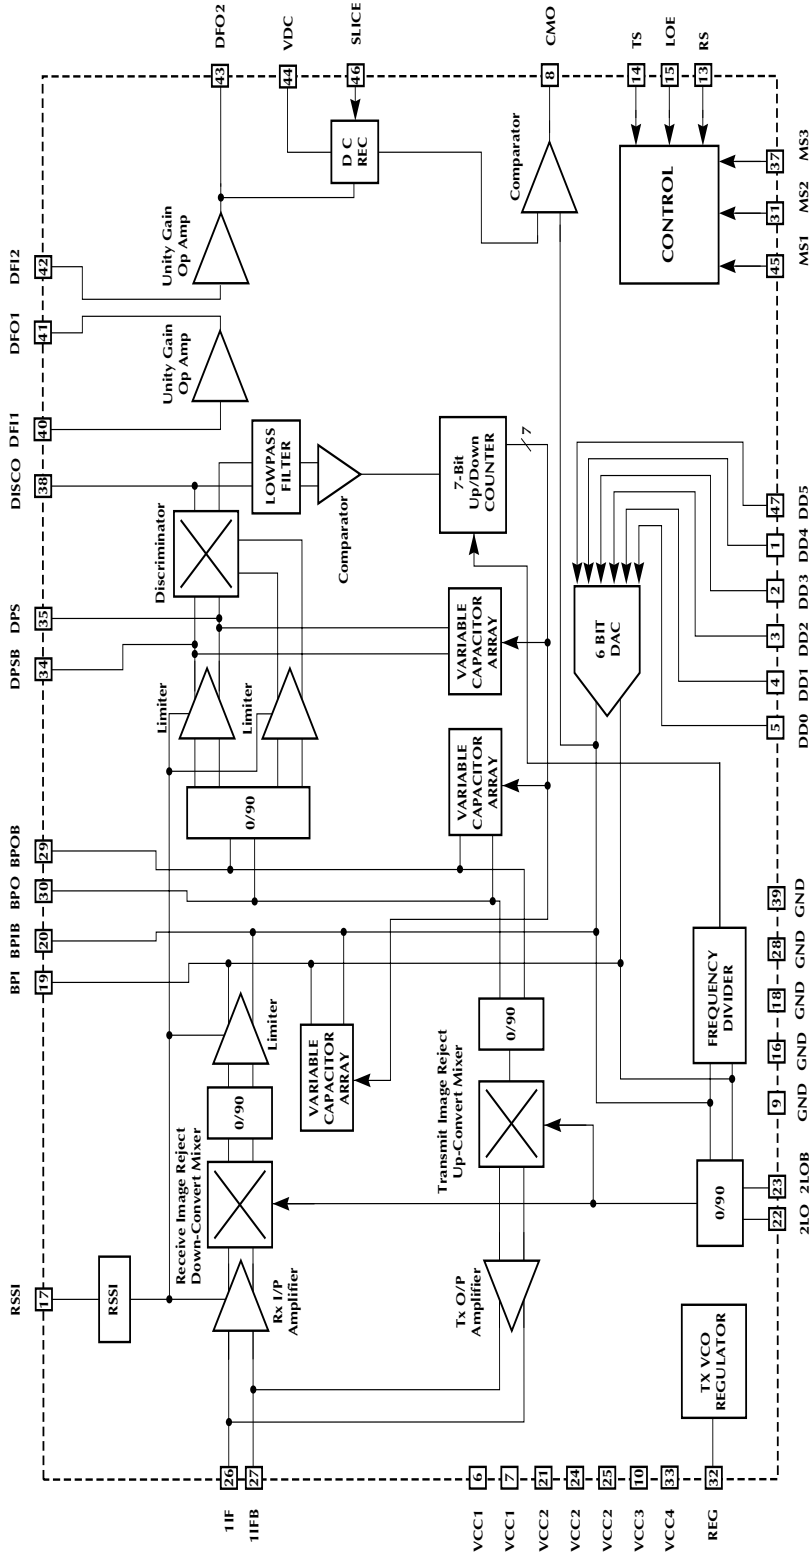 RSSI
17
BPI
19
BPIB
20
BPO
30
BPOB
29
DPSB
34
DPS
35
DISCO
38
DFI1
40
DFO1
41
DFI2
42
1IF
26
1IFB
27
VCC1
6
VCC1
7
VCC2
21
VCC2
24
VCC2
25
VCC3
10
VCC4
33
REG
32
RSSI
Rx I/P
Amplifier
Receive Image Reject
Down-Convert Mixer
0/90
Limiter
VARIABLE
CAPACITOR
ARRAY
0/90
Limiter
Limiter
Discriminator
LOWPASS
FILTER
Comparator
Unity Gain
Op Amp
Unity Gain
Op Amp
DFO2
43
VDC
44
SLICE
46
D C
REC
Tx O/P
Amplifier
Transmit Image Reject
Up-Convert Mixer
0/90
VARIABLE
CAPACITOR
ARRAY
VARIABLE
CAPACITOR
ARRAY
7-Bit
Up/Down
COUNTER
7
Comparator
CMO
8
6 BIT
DAC
TX VCO
REGULATOR
0/90
FREQUENCY
DIVIDER
CONTROL
TS
14
LOE
15
RS
13
22
2LO
23
2LOB
9
GND
16
GND
18
GND
28
GND
39
GND
5
DD0
4
DD1
3
DD2
2
DD3
1
DD4
47
DD5
45
MS1
31
MS2
37
MS3